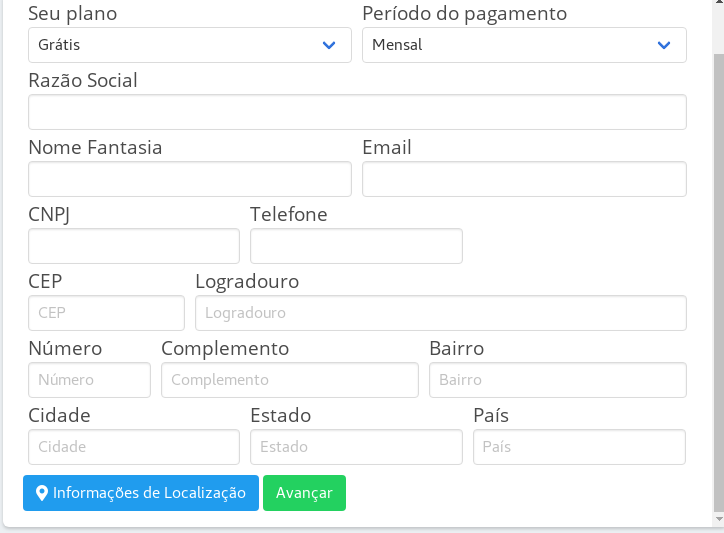 Seu plano Período do pagamento
Grátis Mensal
Razão Social
Nome Fantasia Email
CNPJ Telefone
CEP Logradouro
CEP Logradouro
Número Complemento Bairro
Número Complemento Bairro
Cidade Estado País
Cidade Estado País
Informações de Localização Avançar